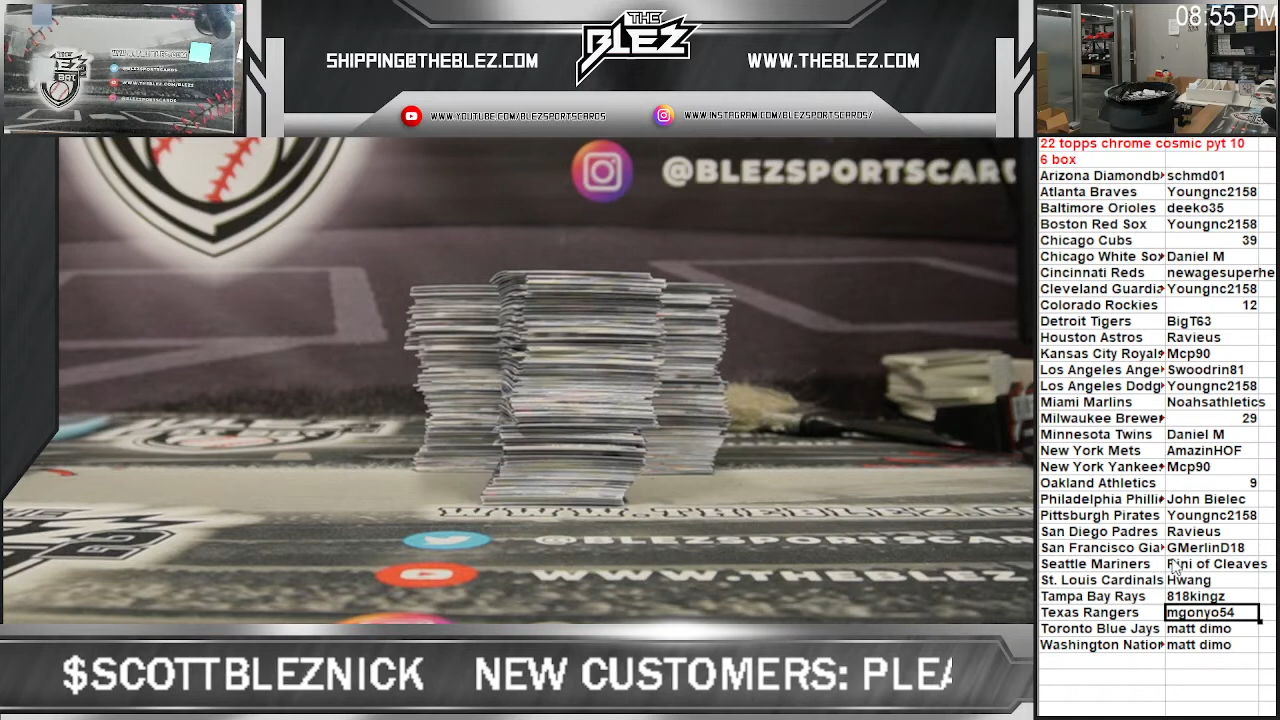 THE
BLEZ
SHIPPING@THEBLEZ.COM
WWW.THEBLEZ.COM
WWW.YOUTUBE.COM/BLEZSPORTSCARDS
WWW.INSTAGRAM.COM/BLEZSPORTSCARDS/
08:55 PM
@BLEZSPORTSCAR
@BLEZSPORTS
WWW.THEBLEZ
$SCOTTBLEZNICK NEW CUSTOMERS: PLEA
22 topps chrome cosmic pyt 10
6 box
Arizona Diamondb schmd01
Atlanta Braves Youngnc2158
Baltimore Orioles deeko35
Boston Red Sox Youngnc2158
Chicago Cubs 39
Chicago White Sox Daniel M
Cincinnati Reds newagesuperhe
Cleveland Guardia Youngnc2158
Colorado Rockies 12
Detroit Tigers BigT63
Houston Astros Ravieus
Kansas City Royals Mcp90
Los Angeles Ange Swoodrin81
Los Angeles Dodg Youngnc2158
Miami Marlins Noahsathletics
Milwaukee Brewer 29
Minnesota Twins Daniel M
New York Mets AmazinHOF
New York Yankee Mcp90
Oakland Athletics 9
Philadelphia Philli John Bielec
Pittsburgh Pirates Youngnc2158
San Diego Padres Ravieus
San Francisco Gia GMerlinD18
Seattle Mariners of Cleaves
St. Louis Cardinals Hwang
Tampa Bay Rays 818kingz
Texas Rangers mgonyo54
Toronto Blue Jays matt dimo
Washington Nation matt dimo